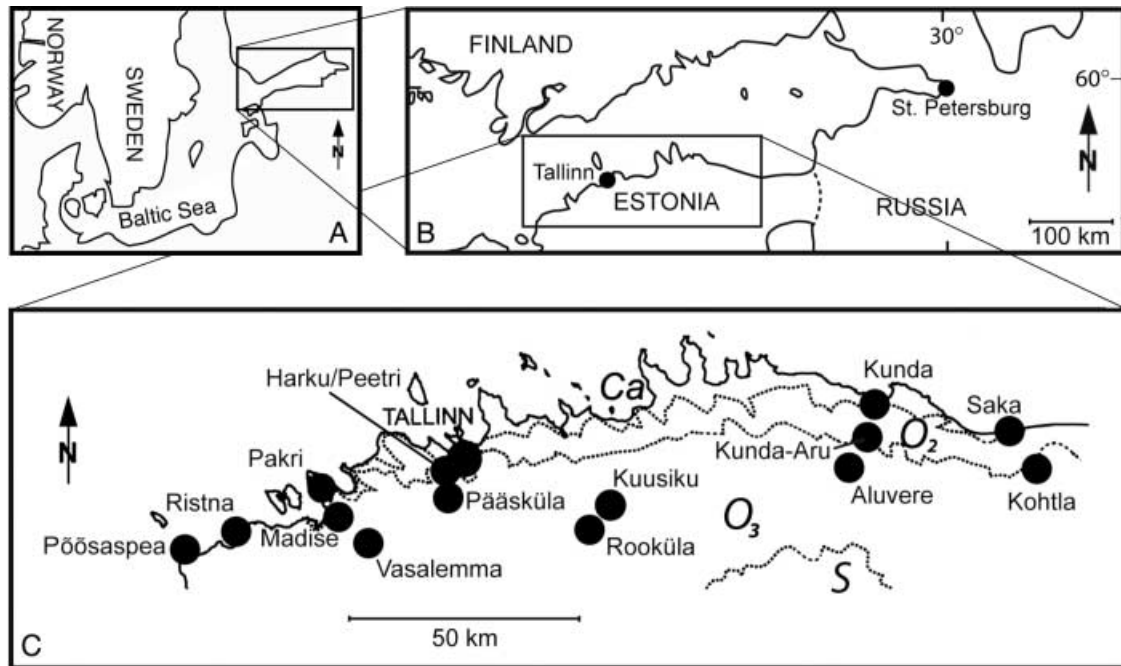 NORWAY
SWEDEN
Baltic Sea
N
A
FINLAND
30°
60°
St. Petersburg
N
Tallinn
ESTONIA
RUSSIA
100 km
B
N
Harku/Peetri
TALLINN
Ca
Kunda
Saka
Pakri
Kunda-Aru
O2
Ristna
Pääsküla
Kuusiku
Aluvere
Kohtla
Põõsaspea
Madise
Vasalemma
Rooküla
O3
S
50 km
C